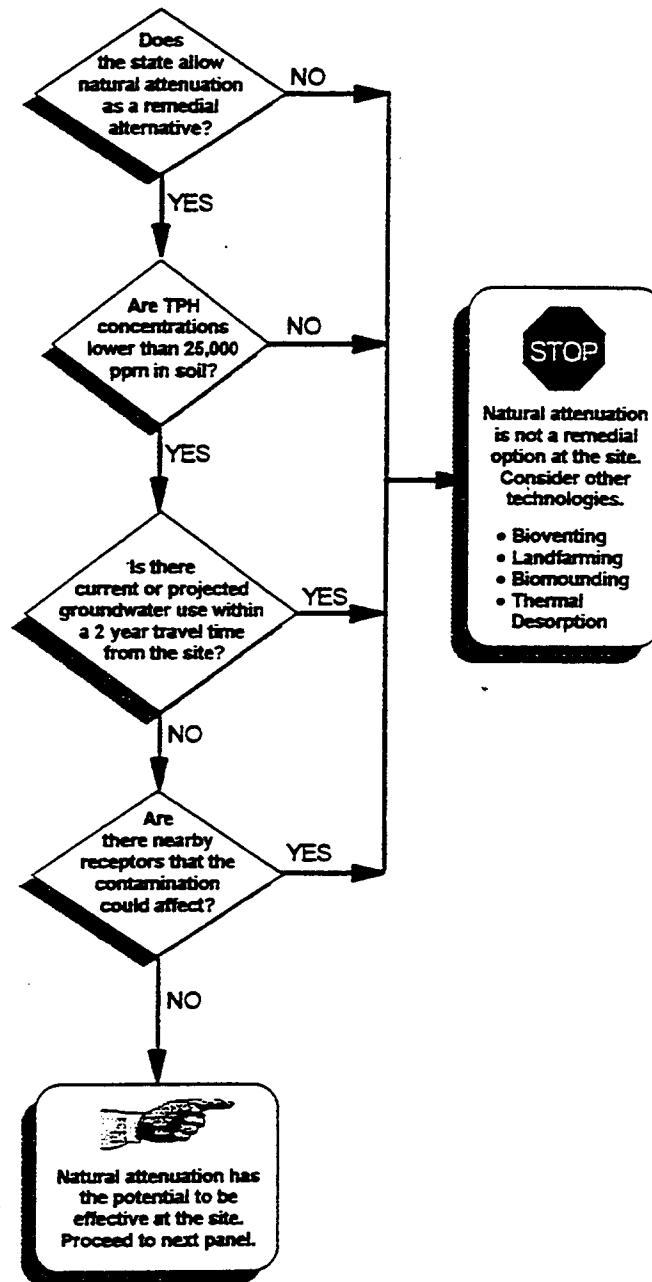 Does
the state allow
natural attenuation
as a remedial
alternative?
NO
YES
Are TPH
concentrations
lower than 25,000
ppm in soil?
NO
YES
Is there
current or projected
groundwater use within
a 2 year travel time
from the site?
YES
NO
Are
there nearby
receptors that the
contamination
could affect?
YES
NO
Natural attenuation has
the potential to be
effective at the site.
Proceed to next panel.
STOP
Natural attenuation
is not a remedial
option at the site.
Consider other
technologies.
• Bioventing
• Landfarming
• Biomounding
• Thermal
Desorption